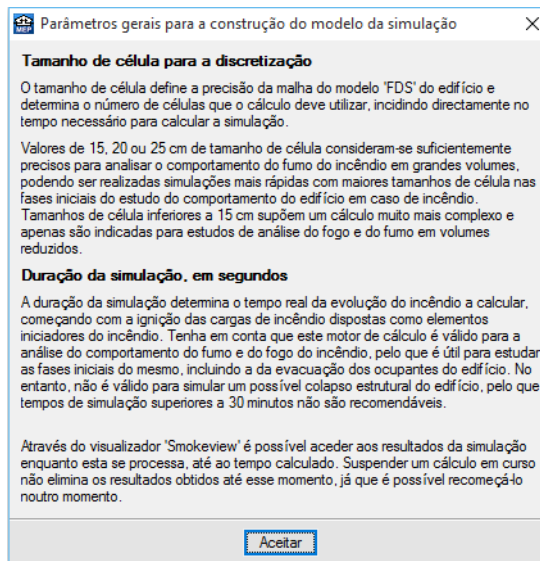 MEP Parâmetros gerais para a construção do modelo da simulação
Tamanho de célula para a discretização
O tamanho de célula define a precisão da malha do modelo 'FDS' do edifício e
determina o número de células que o cálculo deve utilizar, incidindo directamente no
tempo necessário para calcular a simulação.
Valores de 15, 20 ou 25 cm de tamanho de célula consideram-se suficientemente
precisos para analisar o comportamento do fumo do incêndio em grandes volumes,
podendo ser realizadas simulações mais rápidas com maiores tamanhos de célula nas
fases iniciais do estudo do comportamento do edifício em caso de incêndio.
Tamanhos de célula inferiores a 15 cm supõem um cálculo muito mais complexo e
apenas são indicadas para estudos de análise do fogo e do fumo em volumes
reduzidos.
Duração da simulação, em segundos
A duração da simulação determina o tempo real da evolução do incêndio a calcular,
começando com a ignição das cargas de incêndio dispostas como elementos
iniciadores do incêndio. Tenha em conta que este motor de cálculo é válido para a
análise do comportamento do fumo e do fogo do incêndio, pelo que é útil para estudar
as fases iniciais do mesmo, incluindo a da evacuação dos ocupantes do edifício. No
entanto, não é válido para simular um possível colapso estrutural do edifício, pelo que
tempos de simulação superiores a 30 minutos não são recomendáveis.
Através do visualizador 'Smokeview' é possível aceder aos resultados da simulação
enquanto esta se processa, até ao tempo calculado. Suspender um cálculo em curso
não elimina os resultados obtidos até esse momento, já que é possível recomeçá-lo
noutro momento.
Aceitar